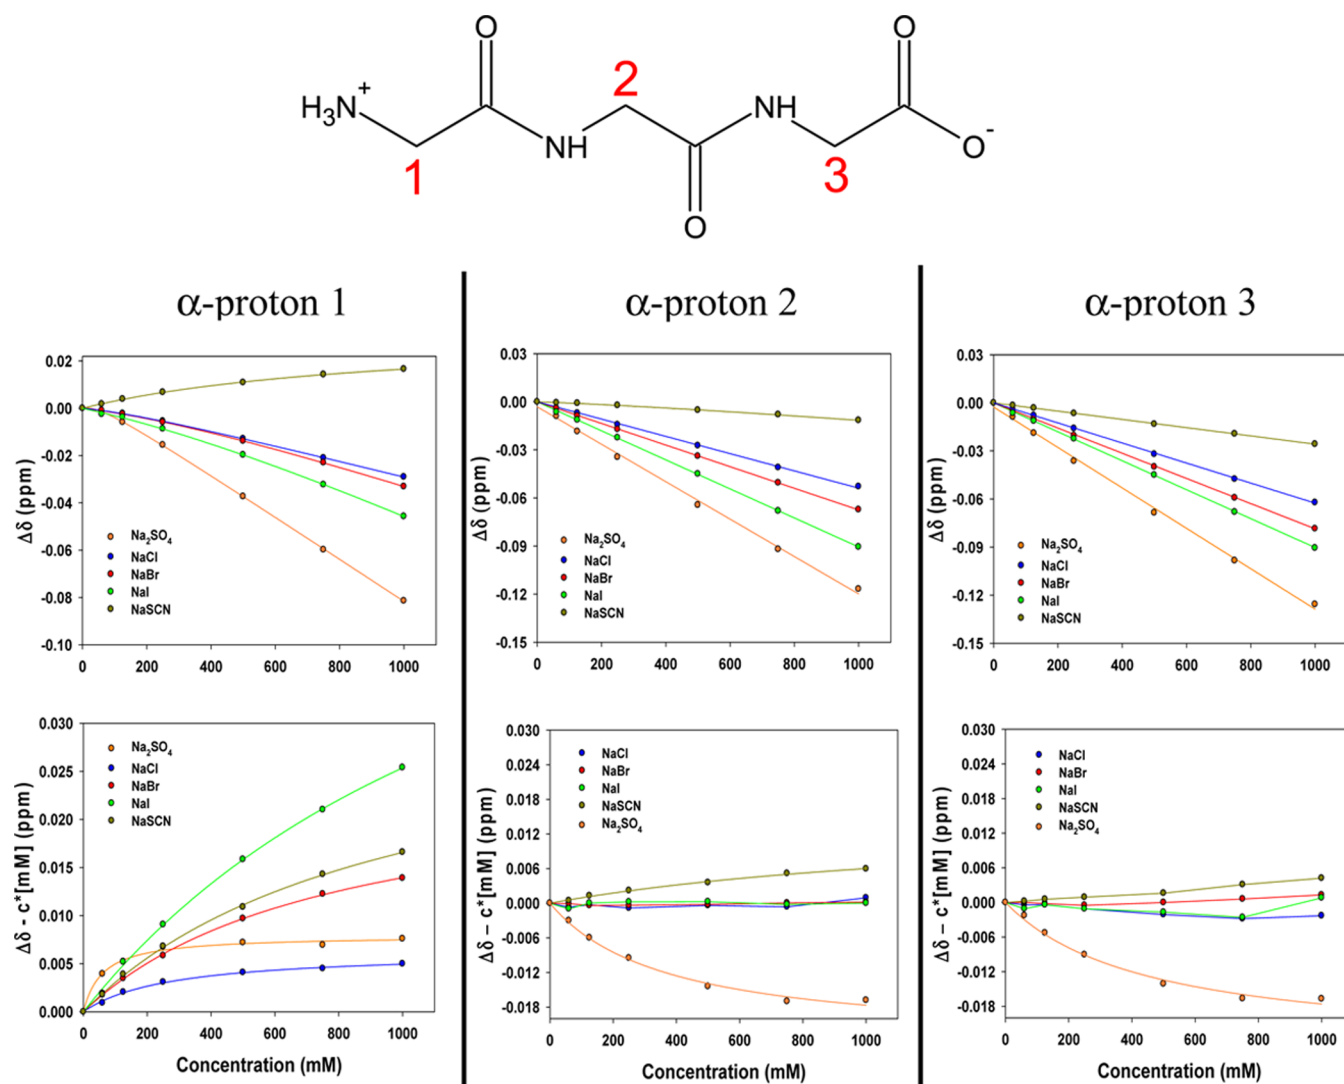 O
O
2
H3N+
NH
O-
NH
1
3
O
α-proton 1
α-proton 2
α-proton 3
Δδ (ppm)
0.02
0.00
-0.02
-0.04
-0.06
-0.08
-0.10
Na2SO4
NaCl
NaBr
NaI
NaSCN
0 200 400 600 800 1000
Δδ (ppm)
0.03
0.00
-0.03
-0.06
-0.09
-0.12
-0.15
Na2SO4
NaCl
NaBr
NaI
NaSCN
0 200 400 600 800 1000
Δδ (ppm)
0.03
0.00
-0.03
-0.06
-0.09
-0.12
-0.15
Na2SO4
NaCl
NaBr
NaI
NaSCN
0 200 400 600 800 1000
Δδ - c*[mM] (ppm)
0.030
0.025
0.020
0.015
0.010
0.005
0.000
Na2SO4
NaCl
NaBr
NaI
NaSCN
0 200 400 600 800 1000
Concentration (mM)
Δδ – c*[mM] (ppm)
0.030
0.024
0.018
0.012
0.006
0.000
-0.006
-0.012
-0.018
NaCl
NaBr
NaI
NaSCN
Na2SO4
0 200 400 600 800 1000
Concentration (mM)
Δδ – c*[mM] (ppm)
0.030
0.024
0.018
0.012
0.006
0.000
-0.006
-0.012
-0.018
NaCl
NaBr
NaI
NaSCN
Na2SO4
0 200 400 600 800 1000
Concentration (mM)